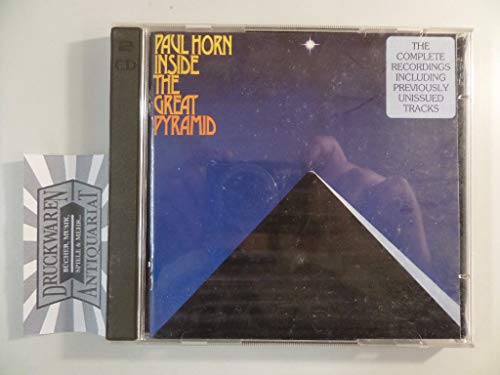 PAUL HORN
INSIDE
THE
GREAT
PYRAMID
THE
COMPLETE
RECORDINGS
INCLUDING
PREVIOUSLY
UNISSUED
TRACKS
DRUCKWAREN
BÜCHER, MUSIK,
SPIELE & MEHR...
ANTIQUARIAT